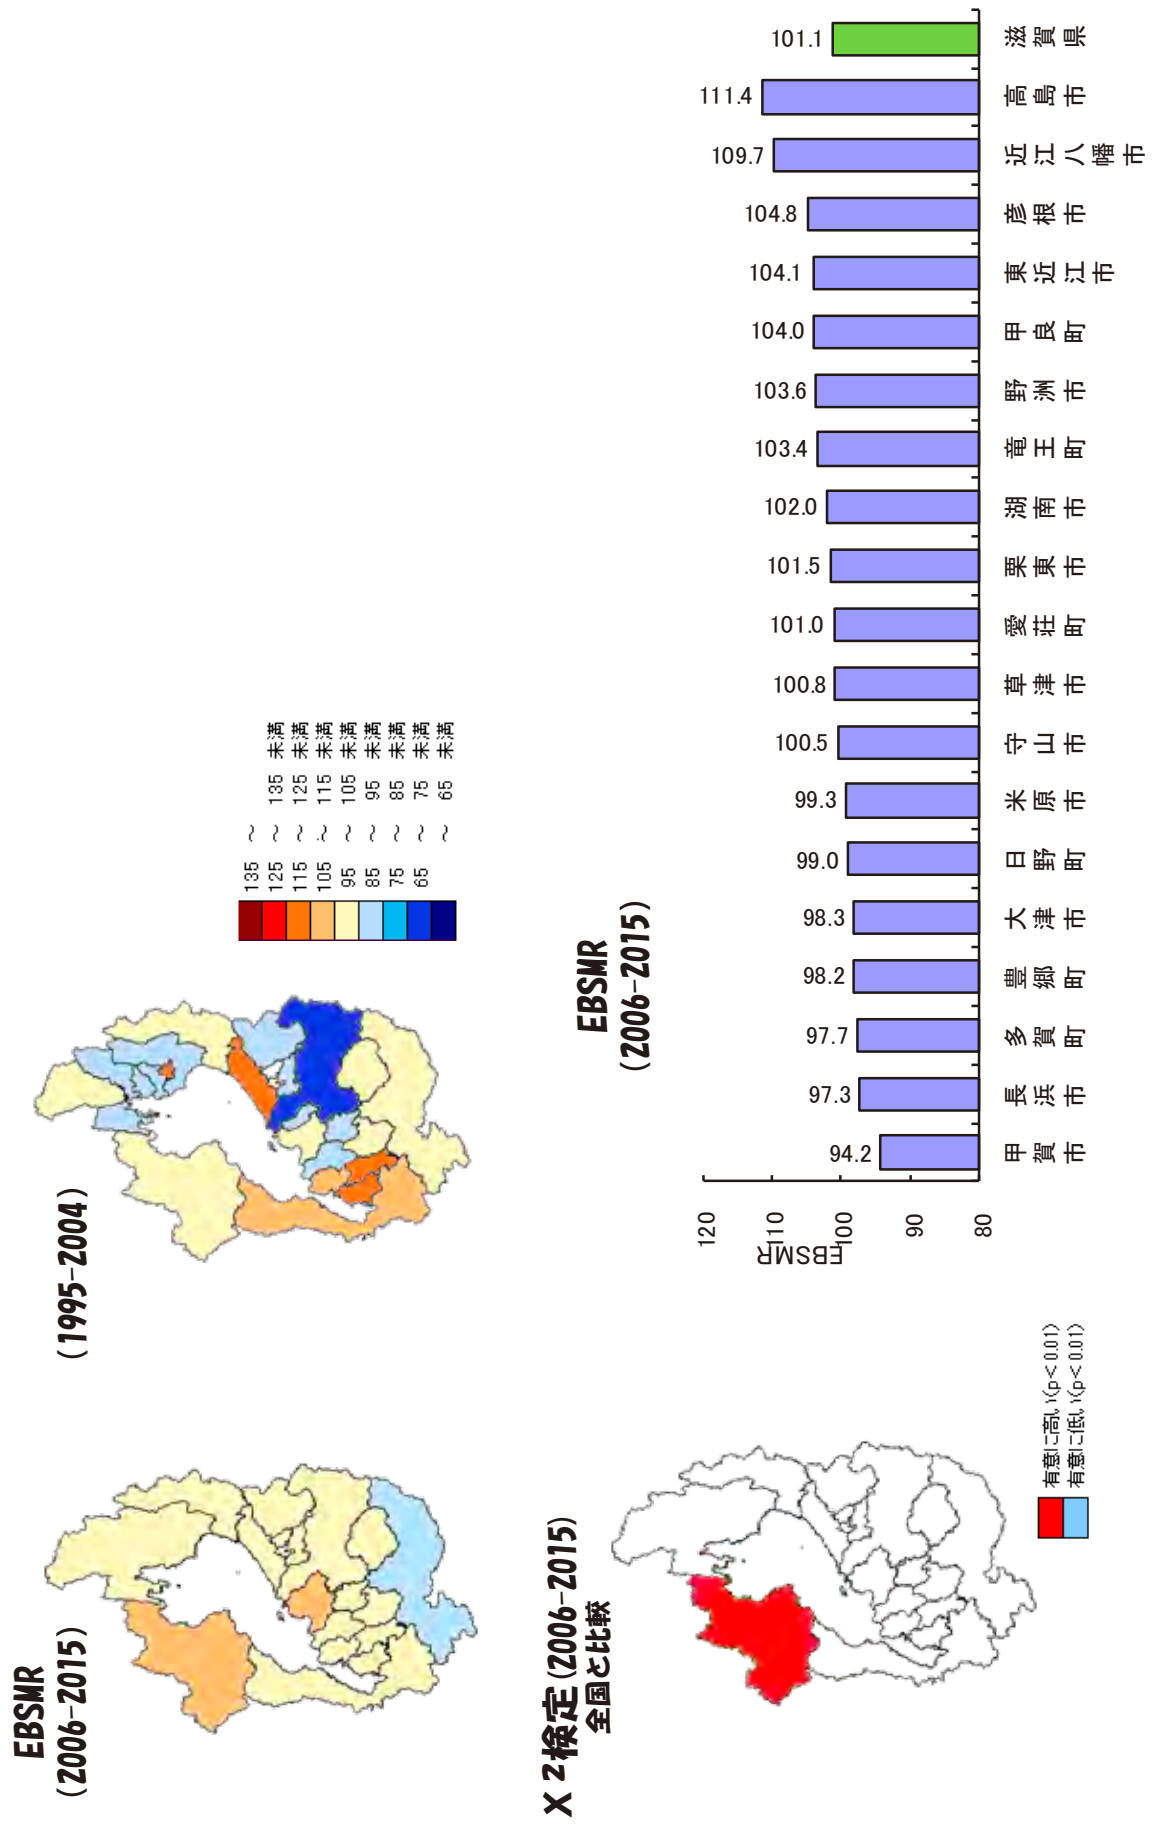 EBSMR
(2006-2015)
(1995-2004)
135 ～
125 ～ 135 未満
115 ～ 125 未満
105 ～ 115 未満
95 ～ 105 未満
85 ～ 95 未満
75 ～ 85 未満
65 ～ 75 未満
～ 65 未満
X²検定(2006-2015)
全国と比較
有意に高い(p<0.01)
有意に低い(p<0.01)
EBSMR
(2006-2015)
EBSMR
120
110
100
90
80
94.2
97.3
97.7
98.2
98.3
99.0
99.3
100.5
100.8
101.0
101.5
102.0
103.4
103.6
104.0
104.1
104.8
109.7
111.4
101.1
甲賀市
長浜市
多賀町
豊郷町
大津市
日野町
米原市
守山市
草津市
愛荘町
栗東市
湖南市
竜王町
野洲市
甲良町
東近江市
彦根市
近江八幡市
高島市
滋賀県